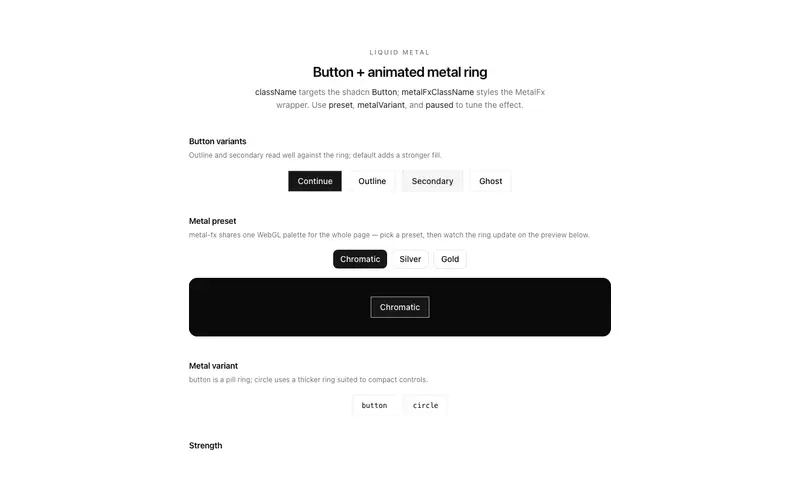 LIQUID METAL
Button + animated metal ring
className targets the shadcn Button; metalFxClassName styles the MetalFx
wrapper. Use preset, metalVariant, and paused to tune the effect.
Button variants
Outline and secondary read well against the ring; default adds a stronger fill.
Continue Outline Secondary Ghost
Metal preset
metal-fx shares one WebGL palette for the whole page — pick a preset, then watch the ring update on the preview below.
Chromatic Silver Gold
Chromatic
Metal variant
button is a pill ring; circle uses a thicker ring suited to compact controls.
button circle
Strength